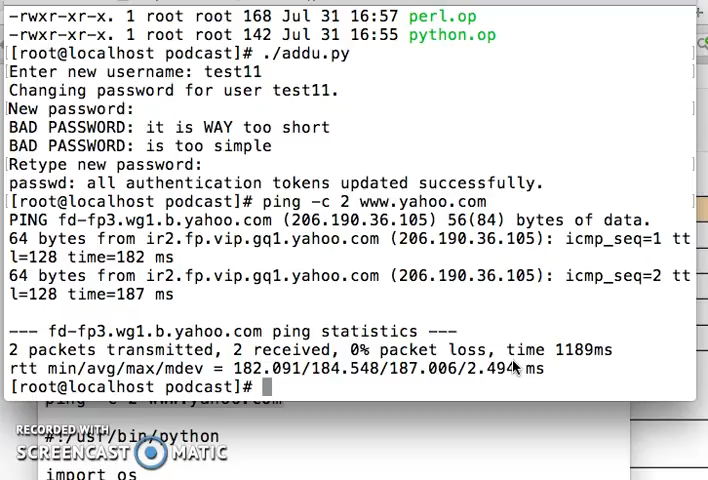 -rwxr-xr-x. 1 root root 168 Jul 31 16:57 perl.op
-rwxr-xr-x. 1 root root 142 Jul 31 16:55 python.op
[root@localhost podcast]# ./addu.py
Enter new username: test11
Changing password for user test11.
New password:
BAD PASSWORD: it is WAY too short
BAD PASSWORD: is too simple
Retype new password:
passwd: all authentication tokens updated successfully.
[root@localhost podcast]# ping -c 2 www.yahoo.com
PING fd-fp3.wg1.b.yahoo.com (206.190.36.105) 56(84) bytes of data.
64 bytes from ir2.fp.vip.gq1.yahoo.com (206.190.36.105): icmp_seq=1 tt
l=128 time=182 ms
64 bytes from ir2.fp.vip.gq1.yahoo.com (206.190.36.105): icmp_seq=2 tt
l=128 time=187 ms
--- fd-fp3.wg1.b.yahoo.com ping statistics ---
2 packets transmitted, 2 received, 0% packet loss, time 1189ms
rtt min/avg/max/mdev = 182.091/184.548/187.006/2.494 ms
[root@localhost podcast]#
ping -c 2 www.yahoo.com
RECORDED WITH
#!/usr/bin/python
SCREENCAST MATIC
import os